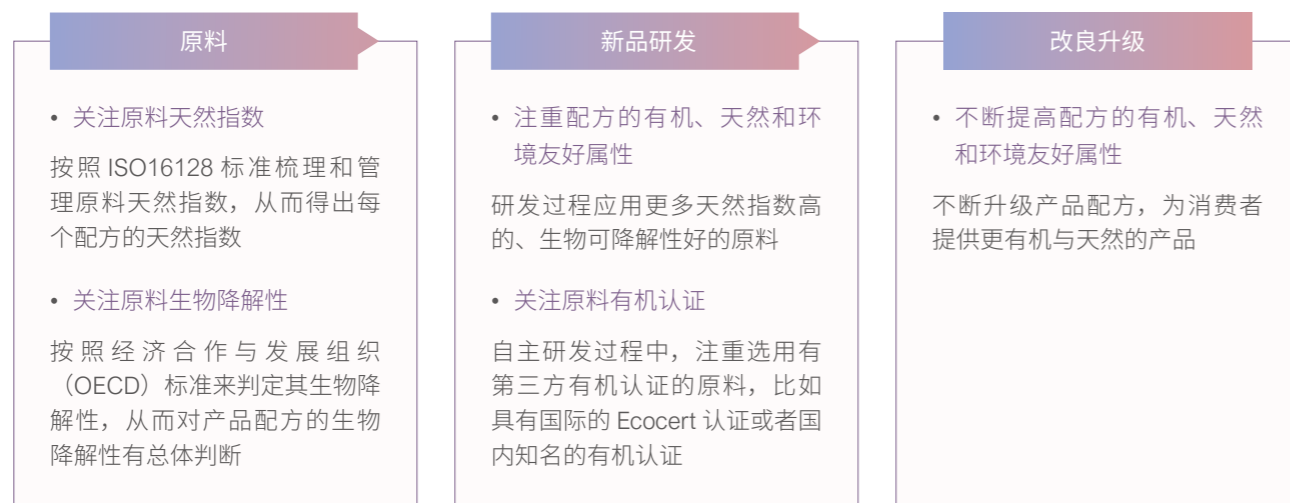 原料
• 关注原料天然指数
按照 ISO16128 标准梳理和管
理原料天然指数，从而得出每
个配方的天然指数
• 关注原料生物降解性
按照经济合作与发展组织
（OECD）标准来判定其生物降
解性，从而对产品配方的生物
降解性有总体判断
新品研发
• 注重配方的有机、天然和环
境友好属性
研发过程应用更多天然指数高
的、生物可降解性好的原料
• 关注原料有机认证
自主研发过程中，注重选用有
第三方有机认证的原料，比如
具有国际的 Ecocert 认证或者国
内知名的有机认证
改良升级
• 不断提高配方的有机、天然
和环境友好属性
不断升级产品配方，为消费者
提供更有机与天然的产品